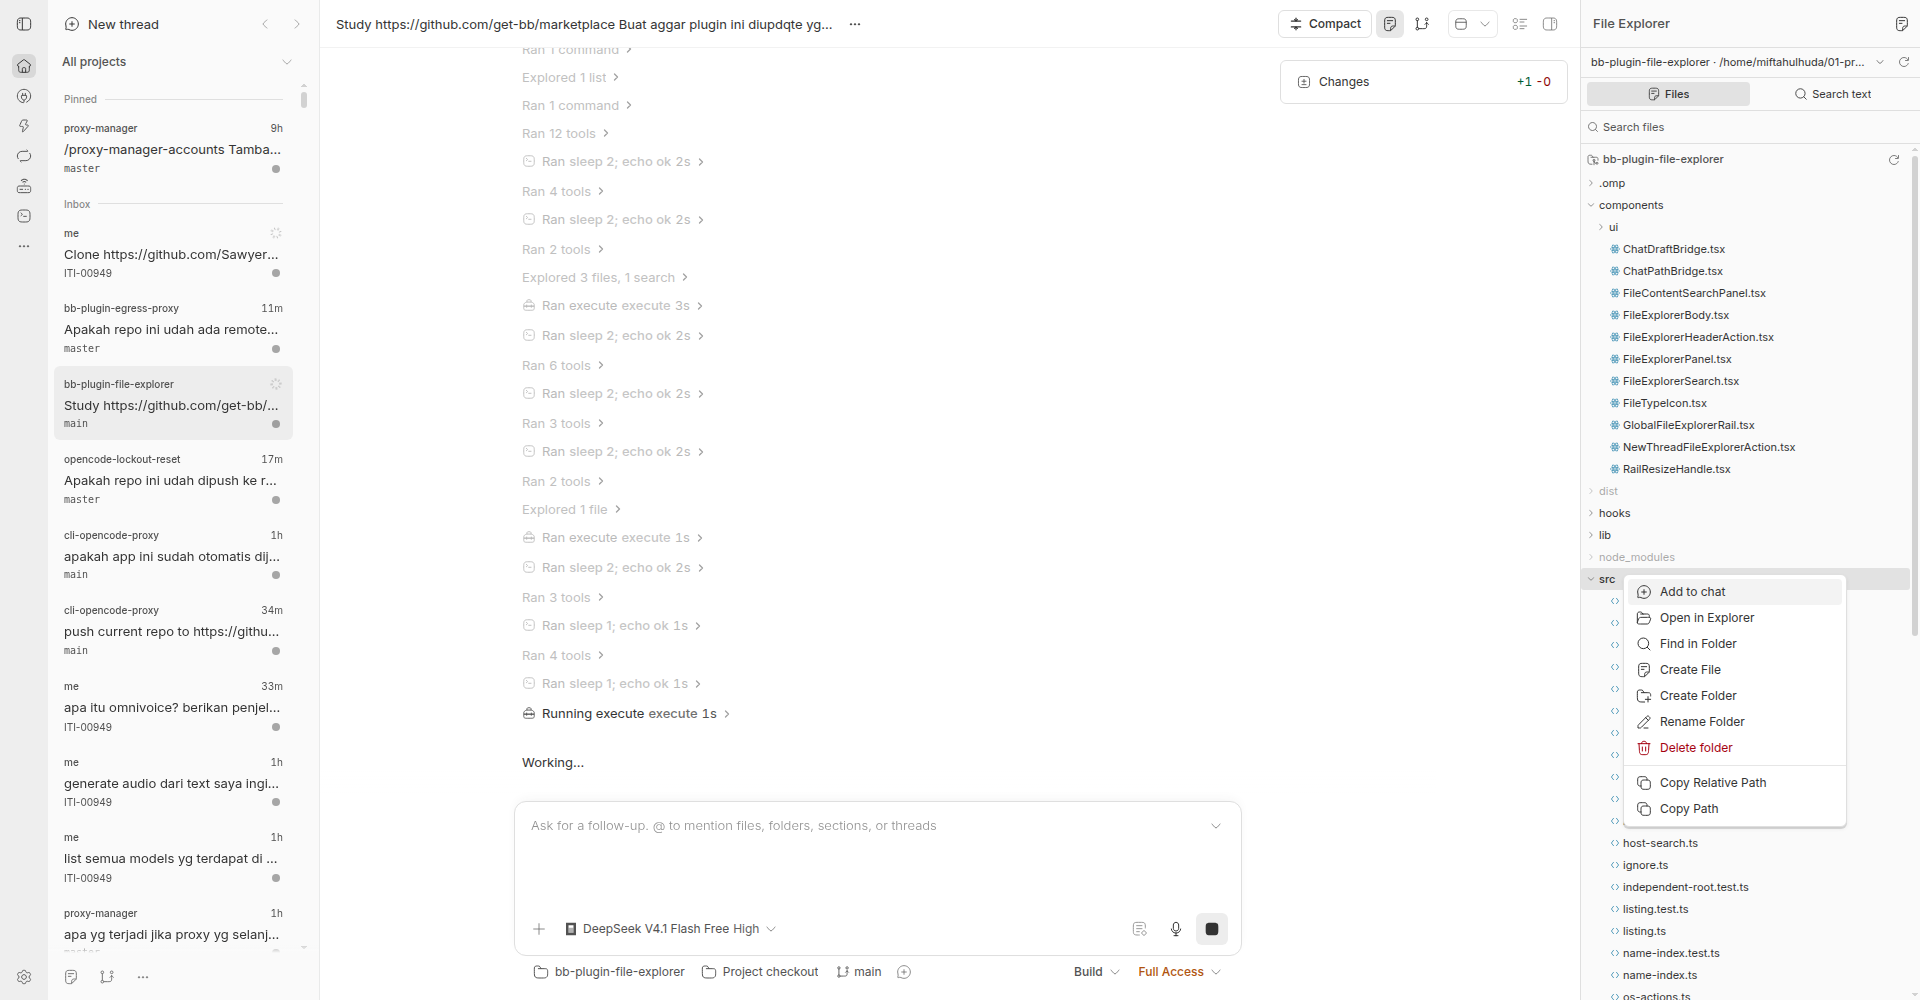 New thread
All projects
Pinned
proxy-manager 9h
/proxy-manager-accounts Tamba...
master
Inbox
me
Clone https://github.com/Sawyer...
ITI-00949
bb-plugin-egress-proxy 11m
Apakah repo ini udah ada remote...
master
bb-plugin-file-explorer
Study https://github.com/get-bb/...
main
opencode-lockout-reset 17m
Apakah repo ini udah dipush ke r...
master
cli-opencode-proxy 1h
apakah app ini sudah otomatis dij...
main
cli-opencode-proxy 34m
push current repo to https://githu...
main
me 33m
apa itu omnivoice? berikan penjel...
ITI-00949
me 1h
generate audio dari text saya ingi...
ITI-00949
me 1h
list semua models yg terdapat di ...
ITI-00949
proxy-manager 1h
apa yg terjadi jika proxy yg selanj...
master
Study https://github.com/get-bb/marketplace Buat aggar plugin ini diupdqte yg... ...
Compact
Ran 1 command
Explored 1 list
Ran 1 command
Ran 12 tools
Ran sleep 2; echo ok 2s
Ran 4 tools
Ran sleep 2; echo ok 2s
Ran 2 tools
Explored 3 files, 1 search
Ran execute execute 3s
Ran sleep 2; echo ok 2s
Ran 6 tools
Ran sleep 2; echo ok 2s
Ran 3 tools
Ran sleep 2; echo ok 2s
Ran 2 tools
Explored 1 file
Ran execute execute 1s
Ran sleep 2; echo ok 2s
Ran 3 tools
Ran sleep 1; echo ok 1s
Ran 4 tools
Ran sleep 1; echo ok 1s
Running execute execute 1s
Working...
Changes +1 -0
Ask for a follow-up. @ to mention files, folders, sections, or threads
DeepSeek V4.1 Flash Free High
bb-plugin-file-explorer Project checkout main Build Full Access
File Explorer
bb-plugin-file-explorer · /home/miftahulhuda/01-pr...
Files Search text
Search files
bb-plugin-file-explorer
.omp
components
ui
ChatDraftBridge.tsx
ChatPathBridge.tsx
FileContentSearchPanel.tsx
FileExplorerBody.tsx
FileExplorerHeaderAction.tsx
FileExplorerPanel.tsx
FileExplorerSearch.tsx
FileTypeIcon.tsx
GlobalFileExplorerRail.tsx
NewThreadFileExplorerAction.tsx
RailResizeHandle.tsx
dist
hooks
lib
node_modules
src
Add to chat
Open in Explorer
Find in Folder
Create File
Create Folder
Rename Folder
Delete folder
Copy Relative Path
Copy Path
host-search.ts
ignore.ts
independent-root.test.ts
listing.test.ts
listing.ts
name-index.test.ts
name-index.ts
os-actions.ts